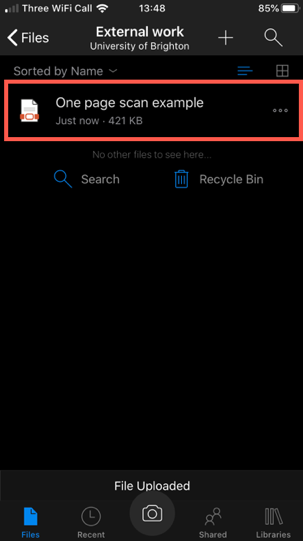 Three WiFi Call 13:48 85%
Files External work
University of Brighton
Sorted by Name
One page scan example
Just now · 421 KB
No other files to see here...
Search Recycle Bin
File Uploaded
Files Recent Shared Libraries